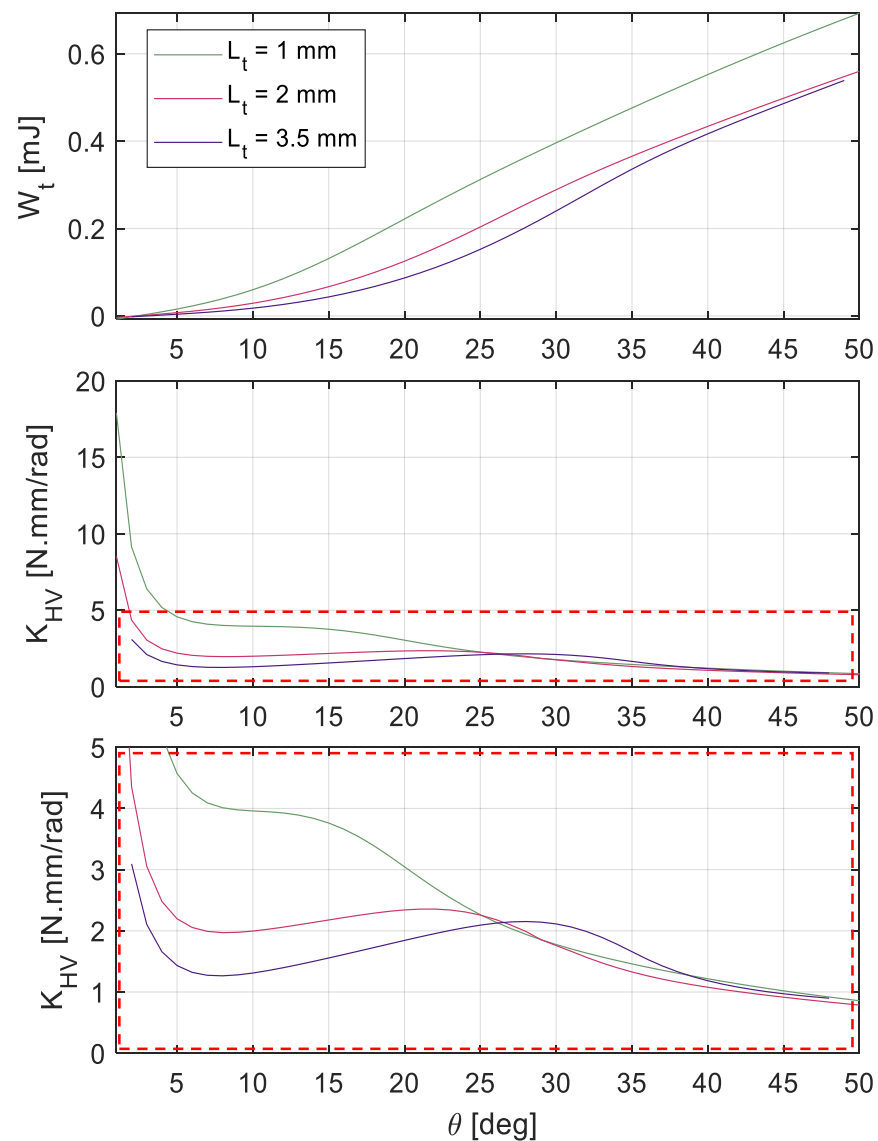 0.6
0.4
0.2
0
W_t [mJ]
L_t = 1 mm
L_t = 2 mm
L_t = 3.5 mm
5 10 15 20 25 30 35 40 45 50
20
15
10
5
0
K_HV [N.mm/rad]
5 10 15 20 25 30 35 40 45 50
5
4
3
2
1
0
K_HV [N.mm/rad]
5 10 15 20 25 30 35 40 45 50
θ [deg]